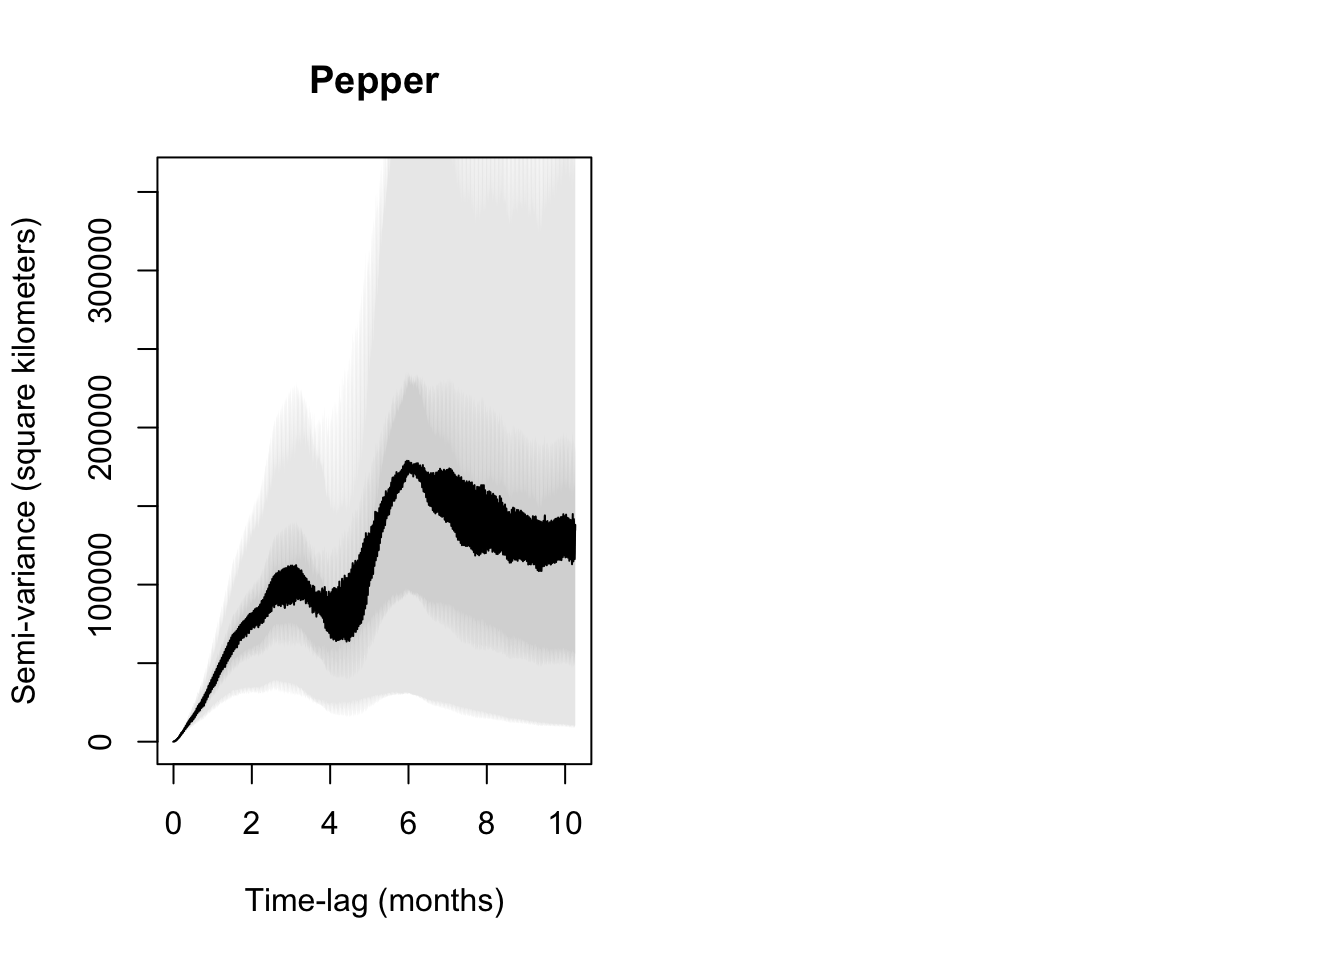 Pepper
Semi-variance (square kilometers)
300000
200000
100000
0
0 2 4 6 8 10
Time-lag (months)